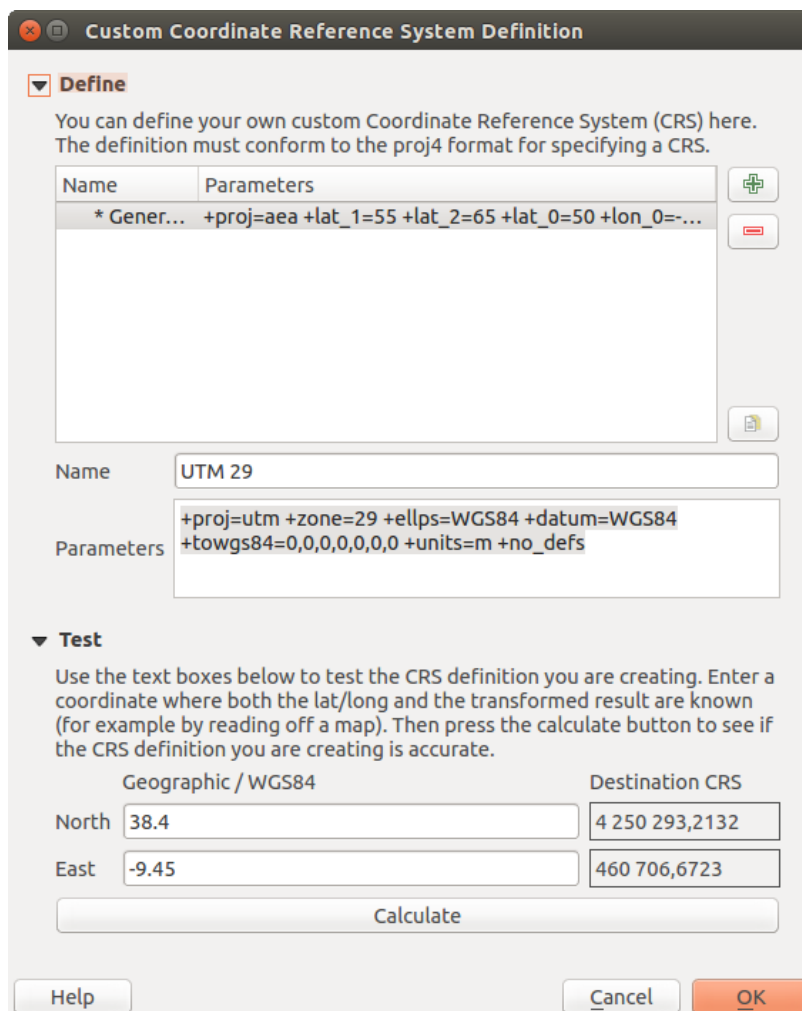 Custom Coordinate Reference System Definition
Define
You can define your own custom Coordinate Reference System (CRS) here.
The definition must conform to the proj4 format for specifying a CRS.
Name Parameters
* Gener... +proj=aea +lat_1=55 +lat_2=65 +lat_0=50 +lon_0=-...
Name UTM 29
+proj=utm +zone=29 +ellps=WGS84 +datum=WGS84
Parameters +towgs84=0,0,0,0,0,0,0 +units=m +no_defs
Test
Use the text boxes below to test the CRS definition you are creating. Enter a
coordinate where both the lat/long and the transformed result are known
(for example by reading off a map). Then press the calculate button to see if
the CRS definition you are creating is accurate.
Geographic / WGS84 Destination CRS
North 38.4 4 250 293,2132
East -9.45 460 706,6723
Calculate
Help Cancel OK